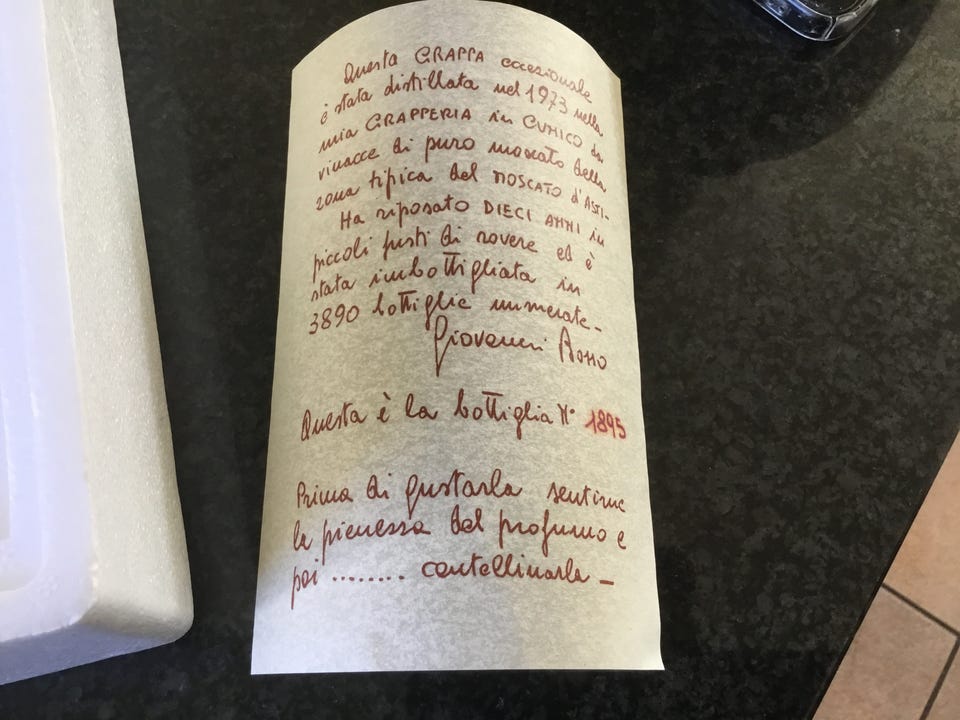 Questa GRAPPA eccezionale
è stata distillata nel 1973 nella
mia GRAPPERIA in CUNICO da
vinacce di puro moscato della
zona tipica del MOSCATO d'ASTI.
Ha riposato DIECI ANNI in
piccoli fusti di rovere ed è
stata imbottigliata in
3890 bottiglie numerate-
Giovanni Bosso
Questa è la bottiglia N° 1895
Prima di gustarla sentirne
la pienezza del profumo e
poi ........ centellinarla -